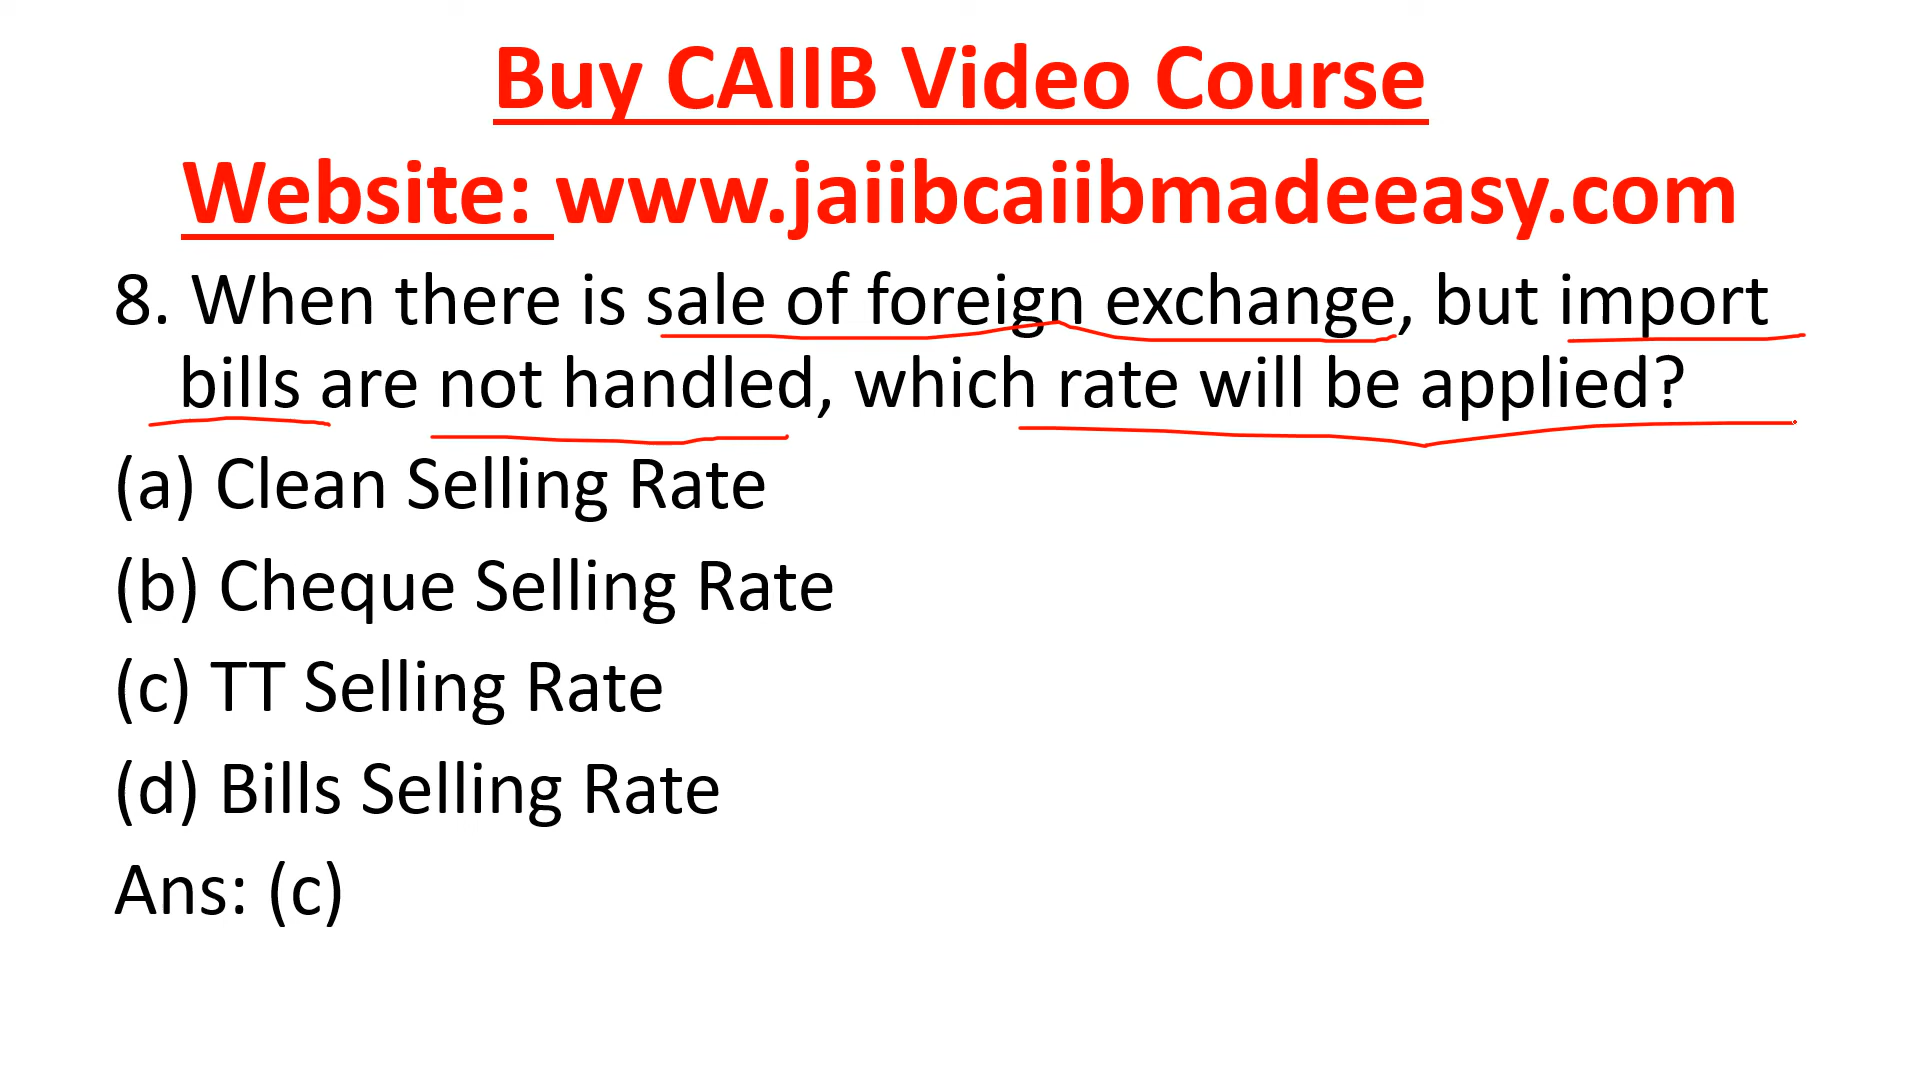 Buy CAIIB Video Course
Website: www.jaiibcaiibmadeeasy.com
8. When there is sale of foreign exchange, but import
bills are not handled, which rate will be applied?
(a) Clean Selling Rate
(b) Cheque Selling Rate
(c) TT Selling Rate
(d) Bills Selling Rate
Ans: (c)